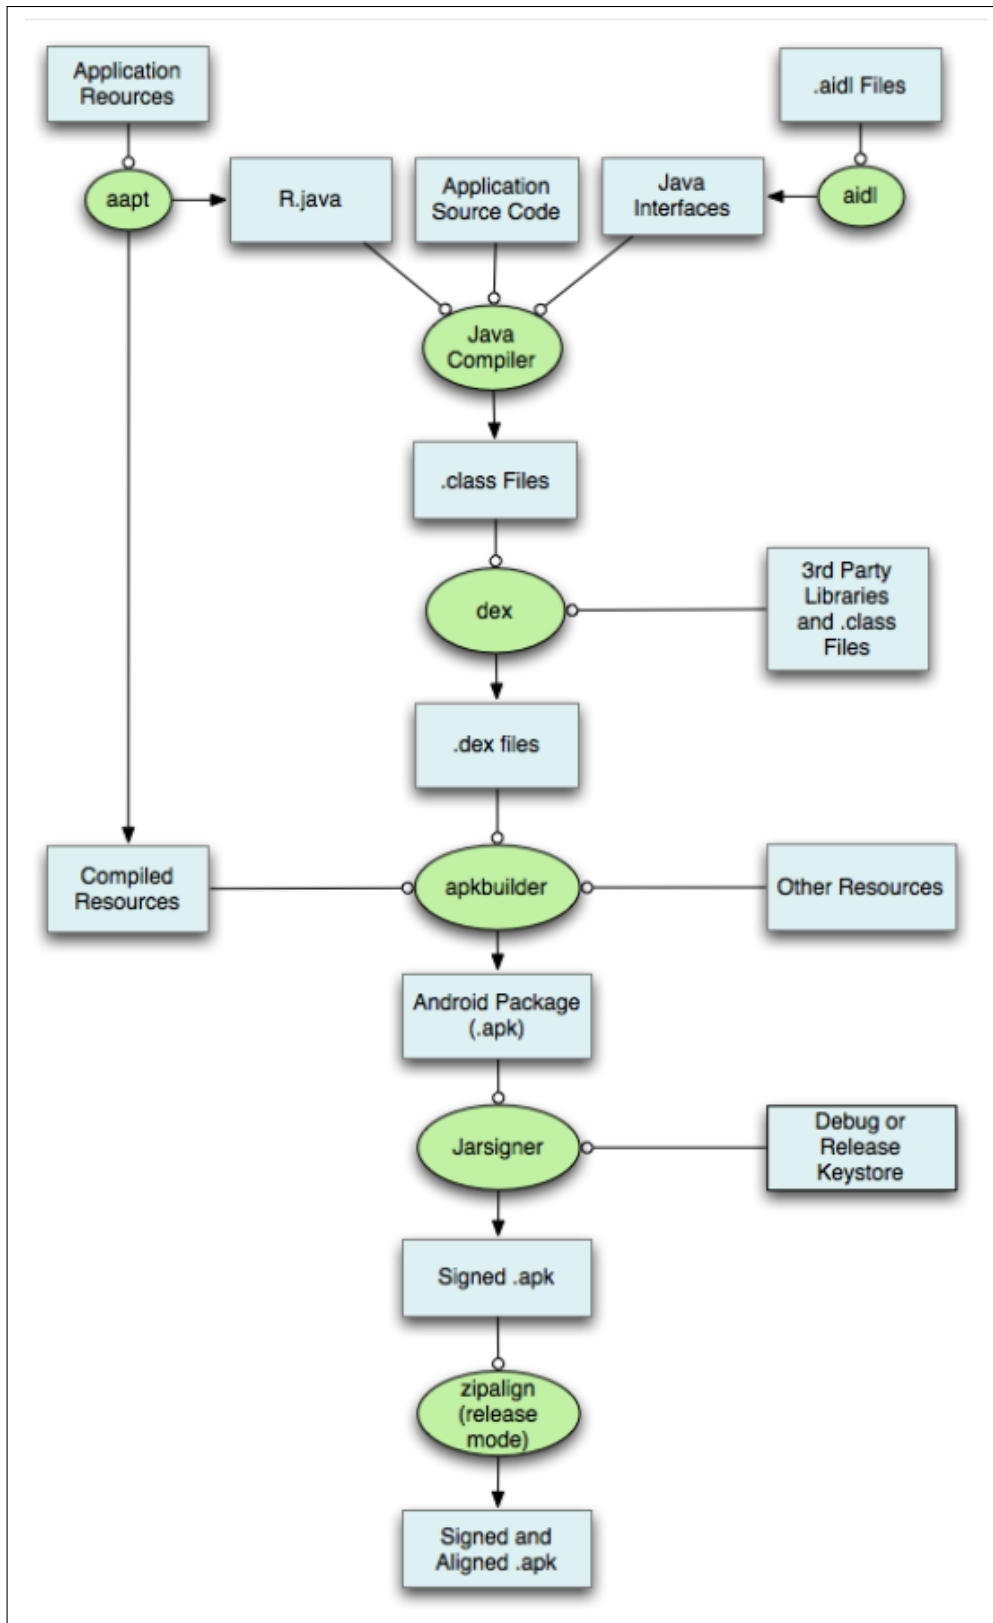 Application
Reources
.aidl Files
aapt
R.java
Application
Source Code
Java
Interfaces
aidl
Java
Compiler
.class Files
dex
3rd Party
Libraries
and .class
Files
.dex files
Compiled
Resources
apkbuilder
Other Resources
Android Package
(.apk)
Jarsigner
Debug or
Release
Keystore
Signed .apk
zipalign
(release
mode)
Signed and
Aligned .apk